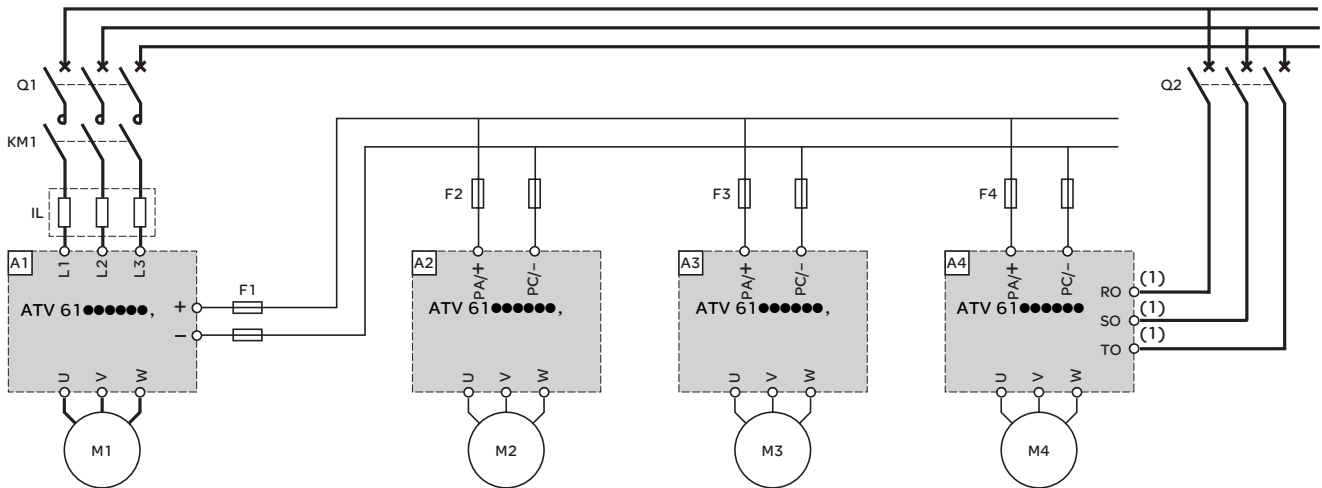 Q1
Q2
KM1
IL
F2
F3
F4
A1
L1
L2
L3
A2
PA/+
PC/-
A3
PA/+
PC/-
A4
PA/+
PC/-
F1
RO
(1)
ATV 61●●●●●●,
+
ATV 61●●●●●●,
ATV 61●●●●●●,
ATV 61●●●●●●
SO
(1)
−
TO
(1)
U
V
W
U
V
W
U
V
W
U
V
W
M1
M2
M3
M4